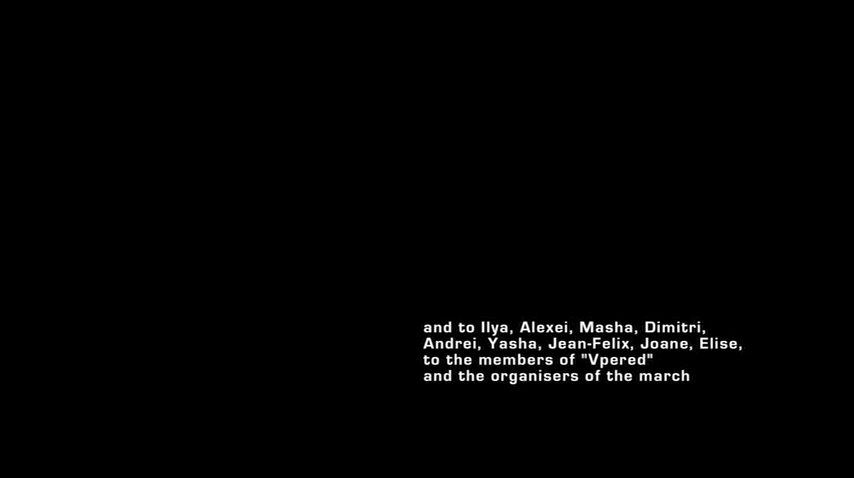 and to Ilya, Alexei, Masha, Dimitri,
Andrei, Yasha, Jean-Felix, Joane, Elise,
to the members of "Vpered"
and the organisers of the march